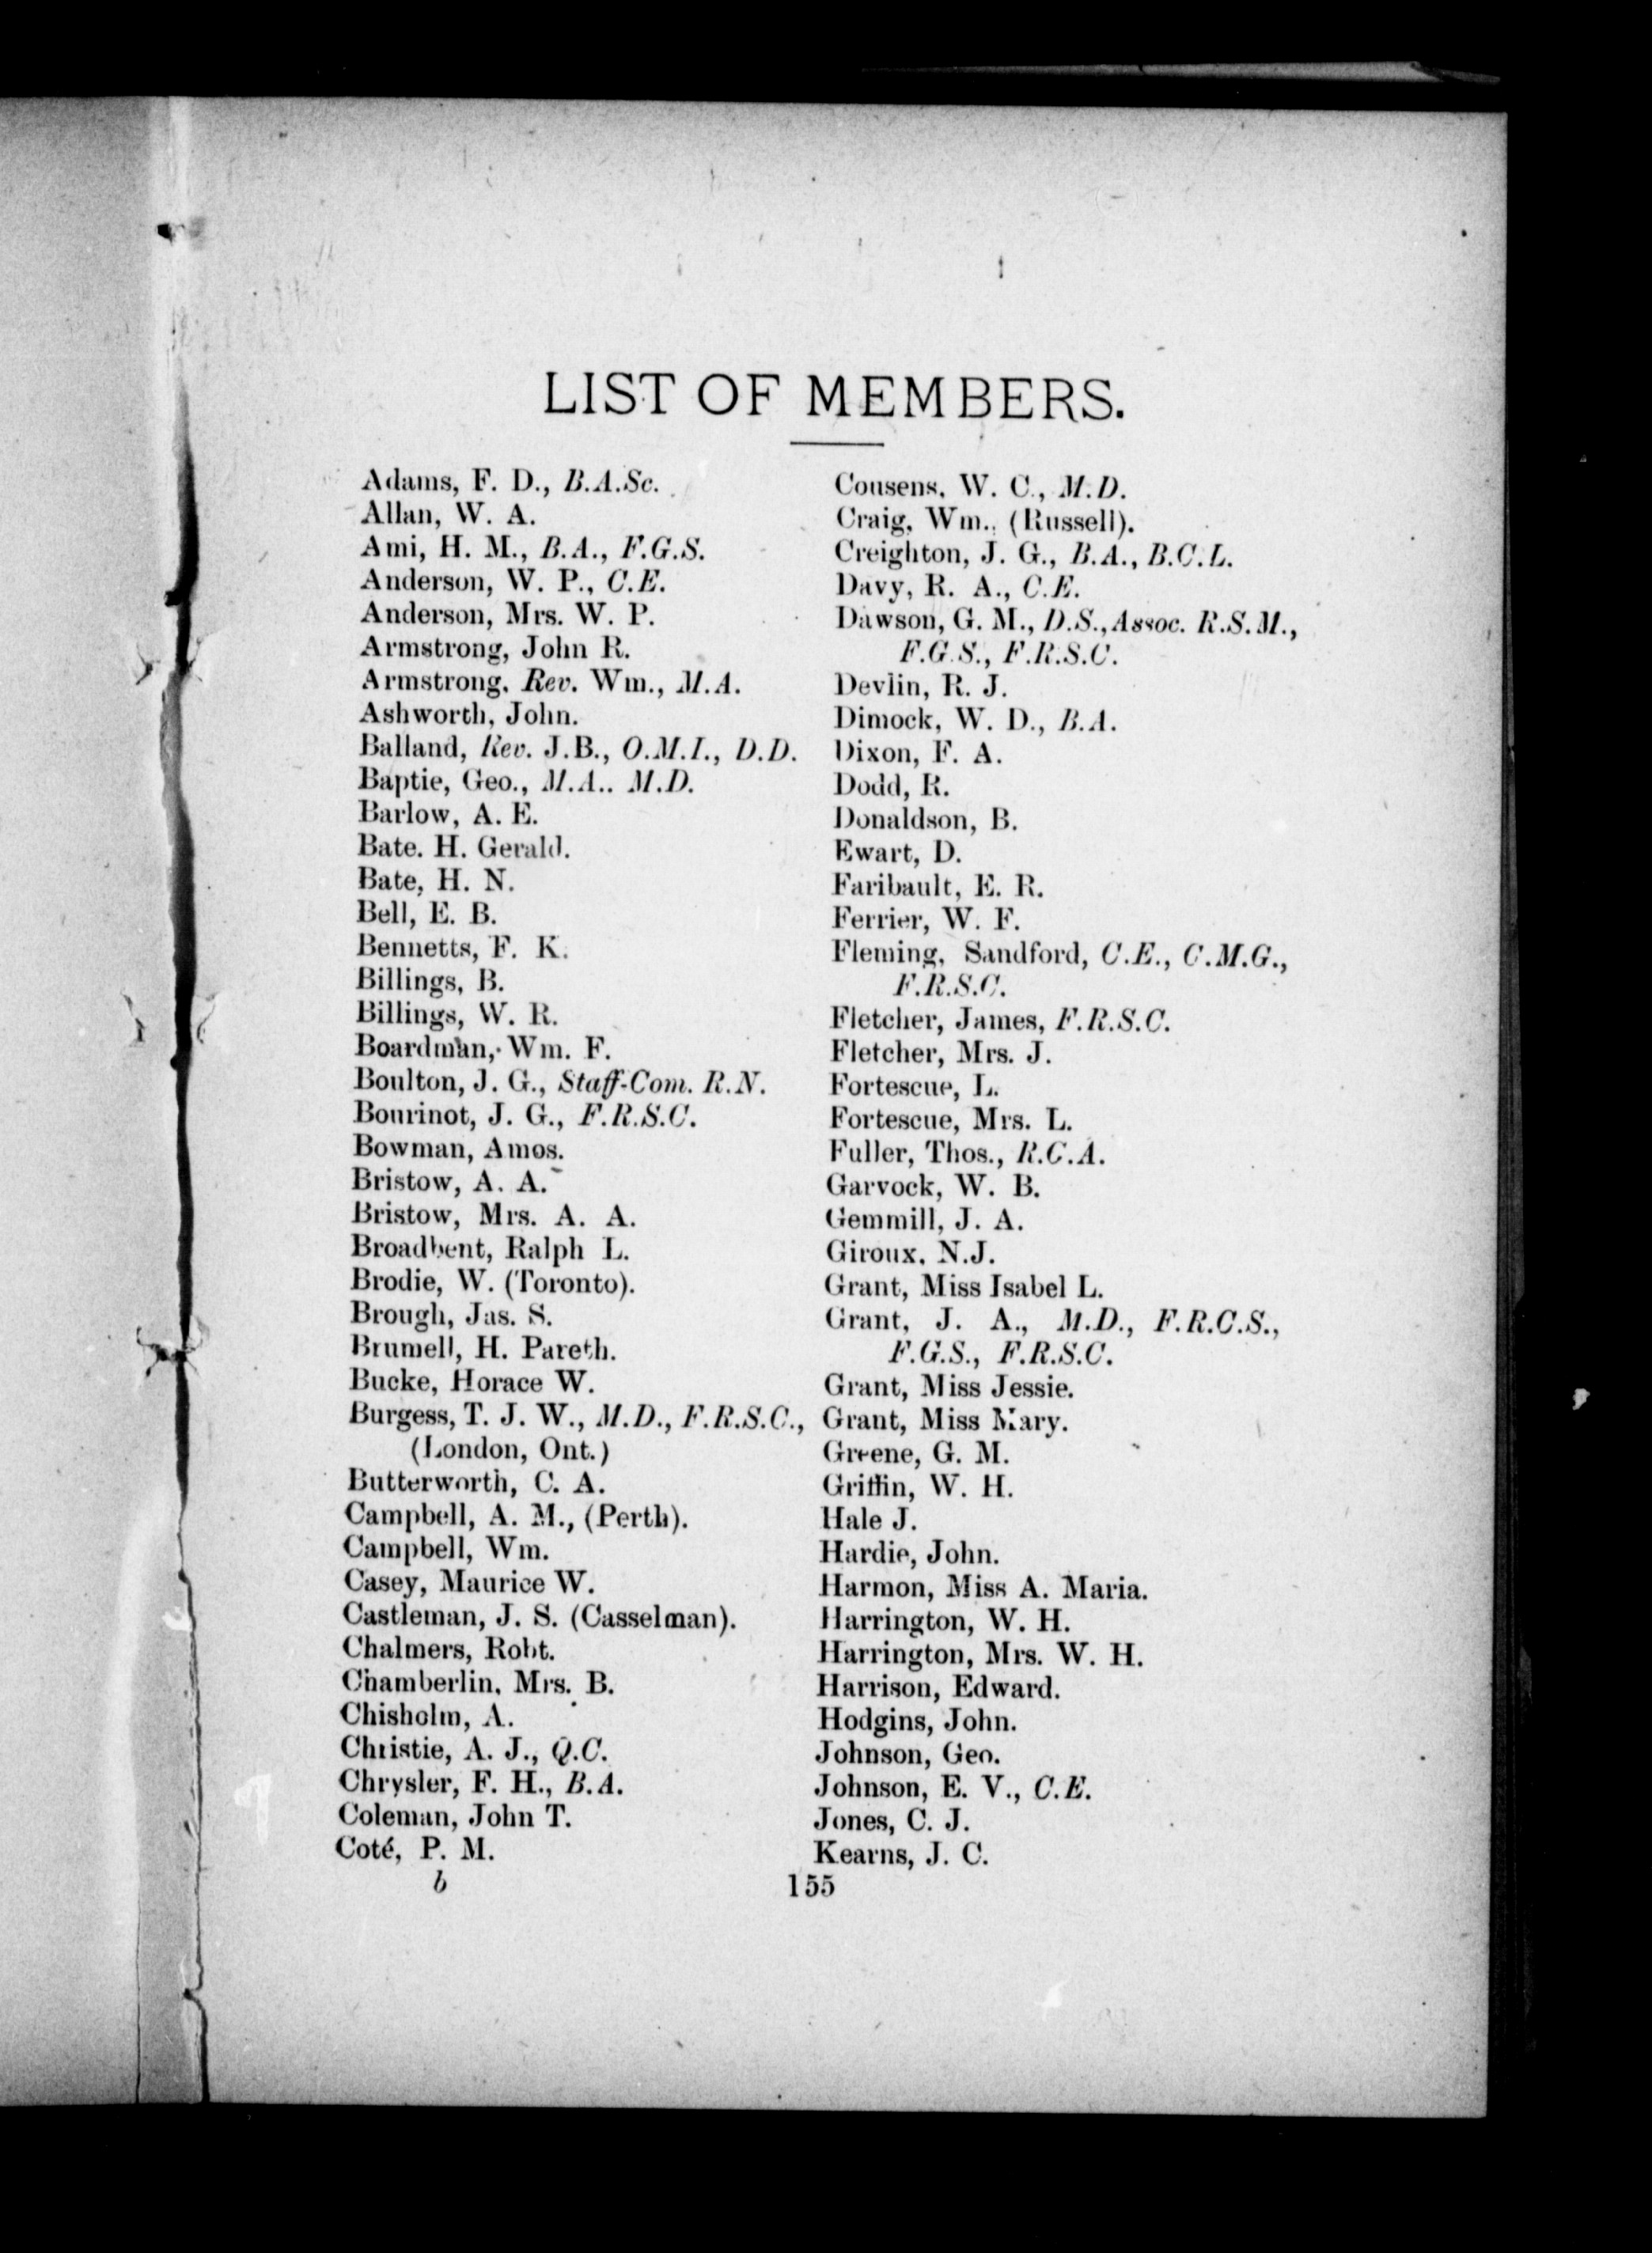 LIST OF MEMBERS.
Adams, F. D., B.A.Sc.
Allan, W. A.
Ami, H. M., B.A., F.G.S.
Anderson, W. P., C.E.
Anderson, Mrs. W. P.
Armstrong, John R.
Armstrong, Rev. Wm., M.A.
Ashworth, John.
Balland, Rev. J.B., O.M.I., D.D.
Baptie, Geo., M.A.. M.D.
Barlow, A. E.
Bate. H. Gerald.
Bate, H. N.
Bell, E. B.
Bennetts, F. K.
Billings, B.
Billings, W. R.
Boardman, Wm. F.
Boulton, J. G., Staff-Com. R.N.
Bourinot, J. G., F.R.S.C.
Bowman, Amos.
Bristow, A. A.
Bristow, Mrs. A. A.
Broadbent, Ralph L.
Brodie, W. (Toronto).
Brough, Jas. S.
Brumell, H. Pareth.
Bucke, Horace W.
Burgess, T. J. W., M.D., F.R.S.C.,
(London, Ont.)
Butterworth, C. A.
Campbell, A. M., (Perth).
Campbell, Wm.
Casey, Maurice W.
Castleman, J. S. (Casselman).
Chalmers, Robt.
Chamberlin, Mrs. B.
Chisholm, A.
Christie, A. J., Q.C.
Chrysler, F. H., B.A.
Coleman, John T.
Coté, P. M.
Cousens, W. C., M.D.
Craig, Wm., (Russell).
Creighton, J. G., B.A., B.C.L.
Davy, R. A., C.E.
Dawson, G. M., D.S., Assoc. R.S.M.,
F.G.S., F.R.S.C.
Devlin, R. J.
Dimock, W. D., B.A.
Dixon, F. A.
Dodd, R.
Donaldson, B.
Ewart, D.
Faribault, E. R.
Ferrier, W. F.
Fleming, Sandford, C.E., C.M.G.,
F.R.S.C.
Fletcher, James, F.R.S.C.
Fletcher, Mrs. J.
Fortescue, L.
Fortescue, Mrs. L.
Fuller, Thos., R.C.A.
Garvock, W. B.
Gemmill, J. A.
Giroux, N.J.
Grant, Miss Isabel L.
Grant, J. A., M.D., F.R.C.S.,
F.G.S., F.R.S.C.
Grant, Miss Jessie.
Grant, Miss Mary.
Greene, G. M.
Griffin, W. H.
Hale J.
Hardie, John.
Harmon, Miss A. Maria.
Harrington, W. H.
Harrington, Mrs. W. H.
Harrison, Edward.
Hodgins, John.
Johnson, Geo.
Johnson, E. V., C.E.
Jones, C. J.
Kearns, J. C.
b 155